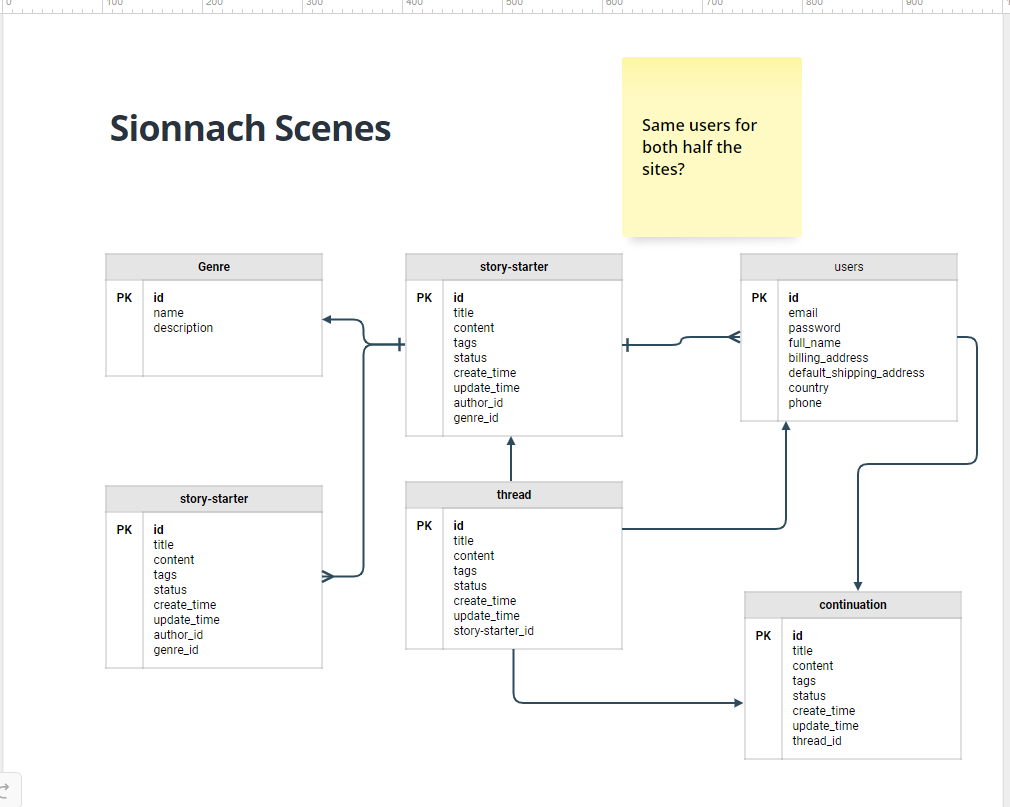 0 100 200 300 400 500 600 700 800 900
Sionnach Scenes
Same users for
both half the
sites?
Genre
PK id
name
description
story-starter
PK id
title
content
tags
status
create_time
update_time
author_id
genre_id
users
PK id
email
password
full_name
billing_address
default_shipping_address
country
phone
story-starter
PK id
title
content
tags
status
create_time
update_time
author_id
genre_id
thread
PK id
title
content
tags
status
create_time
update_time
story-starter_id
continuation
PK id
title
content
tags
status
create_time
update_time
thread_id